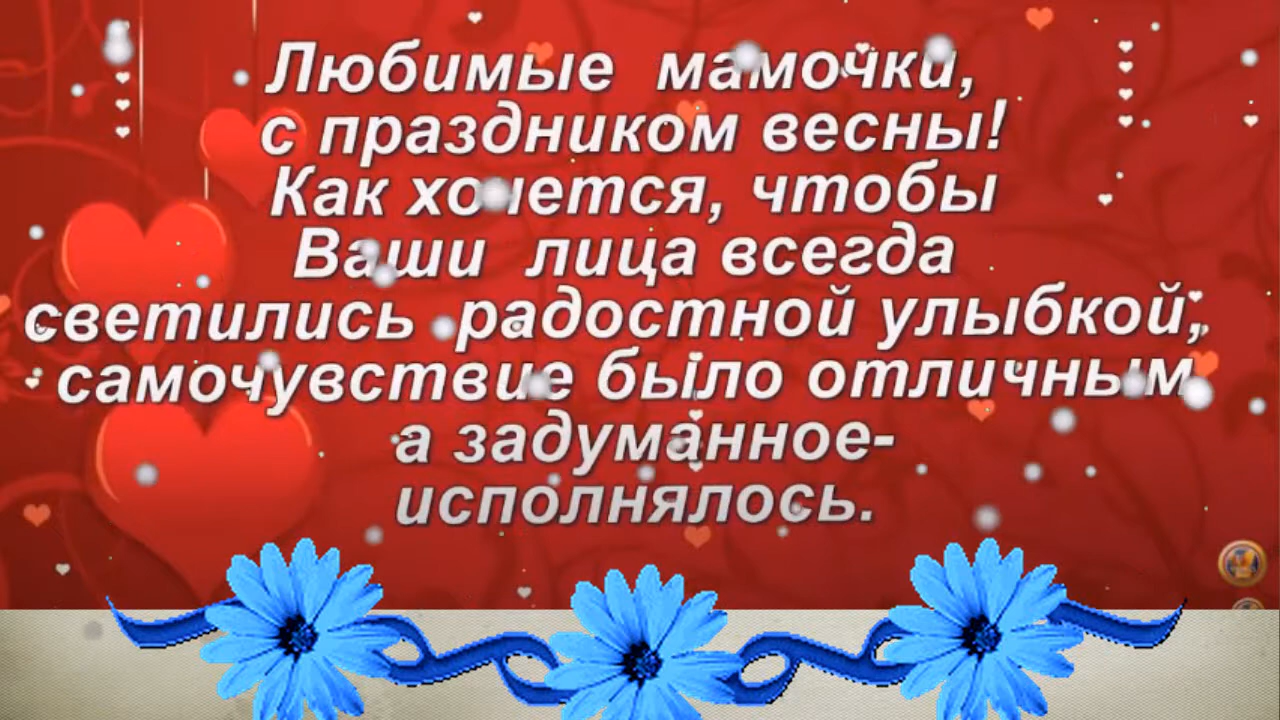 Любимые мамочки,
с праздником весны!
Как хочется, чтобы
Ваши лица всегда
светились радостной улыбкой,
самочувствие было отличным
а задуманное-
исполнялось.